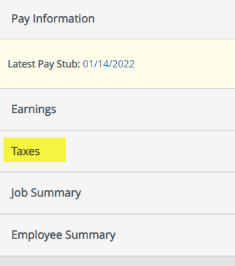 Pay Information
Latest Pay Stub: 01/14/2022
Earnings
Taxes
Job Summary
Employee Summary